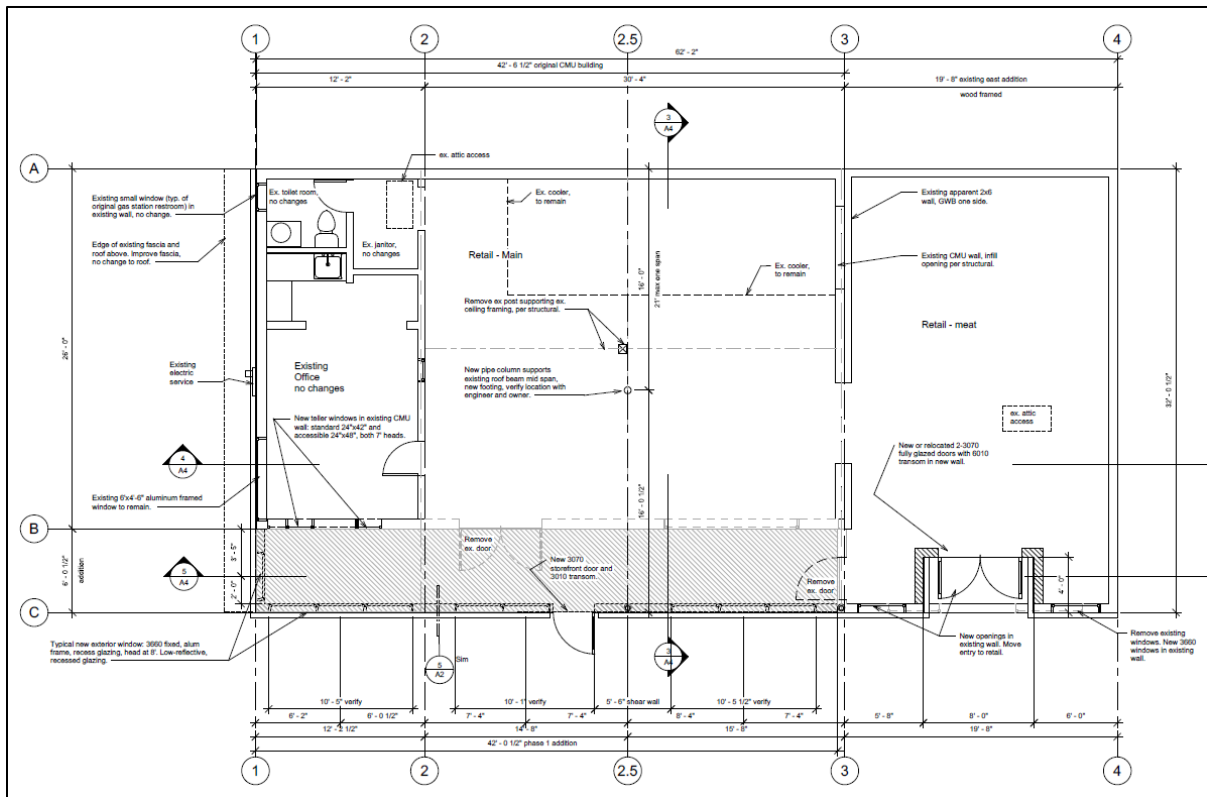 1
2
2.5
3
4
62' - 2"
42' - 6 1/2" original CMU building
12' - 2"
30' - 4"
19' - 8" existing east addition
wood framed
3
A4
A
ex. attic access
Existing small window (typ. of
original gas station restroom) in
existing wall, no change.
Ex. toilet room,
no changes
Ex. cooler,
to remain
Existing apparent 2x6
wall, GWB one side.
Edge of existing fascia and
roof above. Improve fascia,
no change to roof.
Ex. janitor,
no changes
Retail - Main
Existing CMU wall, infill
opening per structural.
Ex. cooler,
to remain
16' - 0"
21' max one span
Remove ex post supporting ex.
ceiling framing, per structural.
Retail - meat
26' - 0"
32' - 0 1/2"
Existing
electric
service
Existing
Office
no changes
New pipe column supports
existing roof beam mid span,
new footing, verify location with
engineer and owner.
New teller windows in existing CMU
wall: standard 24"x42" and
accessible 24"x48", both 7' heads.
ex. attic
access
New or relocated 2-3070
fully glazed doors with 6010
transom in new wall.
4
A4
Existing 6'x4'-6" aluminum framed
window to remain.
16' - 0 1/2"
B
Remove
ex. door
New 3070
storefront door and
3010 transom.
Remove
ex. door
6' - 0 1/2"
addition
3' - 5"
2' - 0"
4' - 0"
5
A4
C
Typical new exterior window: 3660 fixed, alum
frame, recess glazing, head at 8'. Low-reflective,
recessed glazing.
5
A2
Sim
3
A4
New openings in
existing wall. Move
entry to retail.
Remove existing
windows. New 3660
windows in existing
wall.
10' - 5" verify
10' - 1" verify
5' - 6" shear wall
10' - 5 1/2" verify
6' - 2"
6' - 0 1/2"
7' - 4"
7' - 4"
8' - 4"
7' - 4"
5' - 8"
8' - 0"
6' - 0"
12' - 2 1/2"
14' - 8"
15' - 8"
19' - 8"
42' - 0 1/2" phase 1 addition
1
2
2.5
3
4